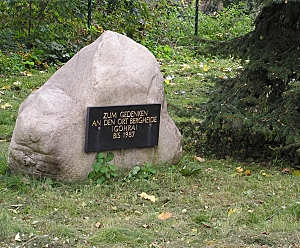 ZUM GEDENKEN
AN DEN ORT BERGHEIDE
(GOHRA)
BIS 1987